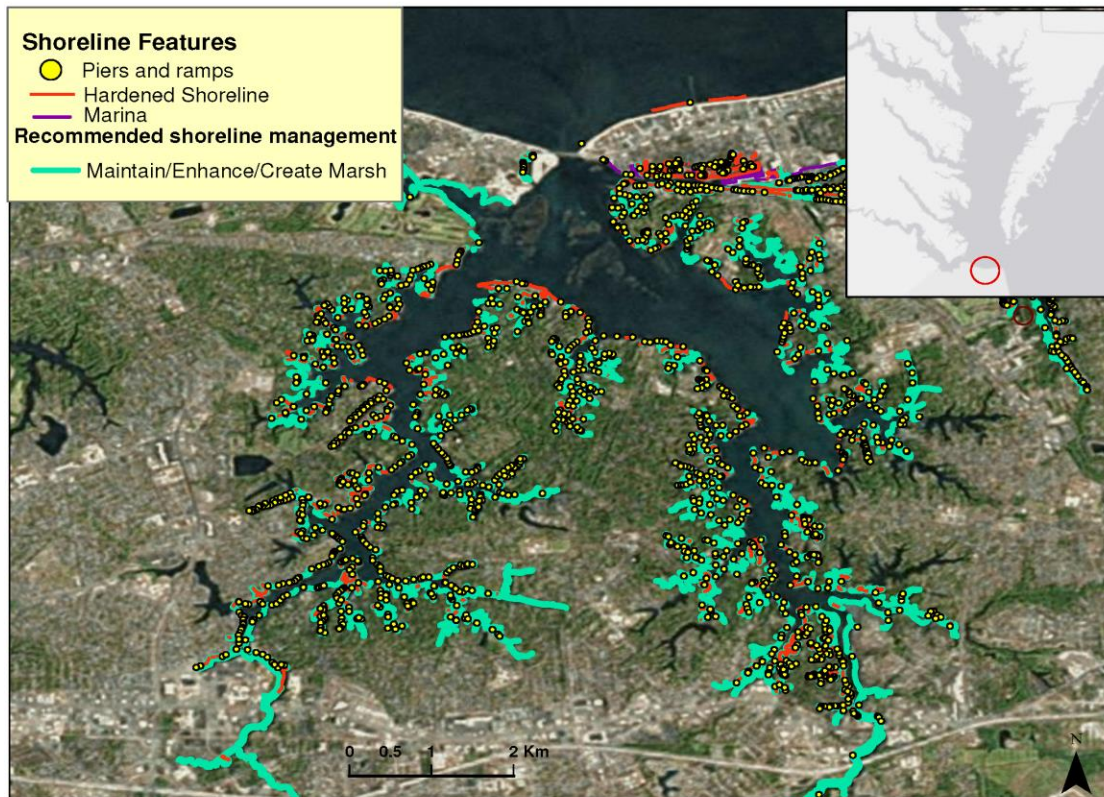 Shoreline Features
Piers and ramps
Hardened Shoreline
Marina
Recommended shoreline management
Maintain/Enhance/Create Marsh
0 0.5 1 2 Km
N